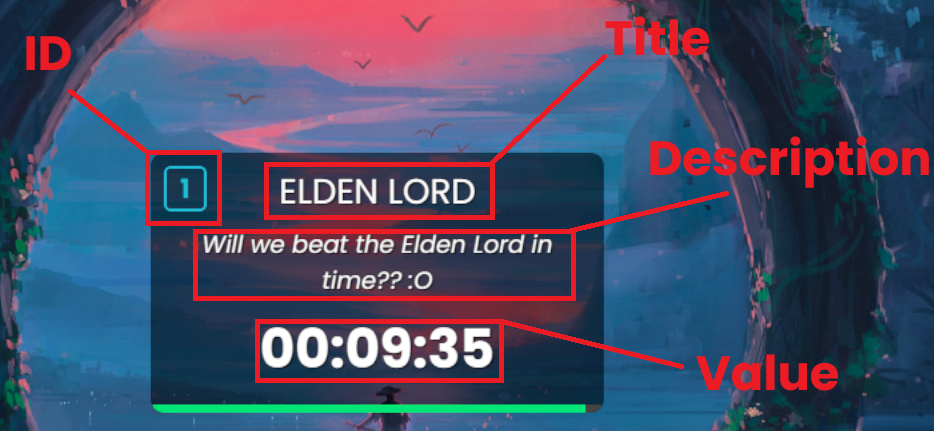 ID
Title
Description
1
ELDEN LORD
Will we beat the Elden Lord in
time?? :O
00:09:35
Value